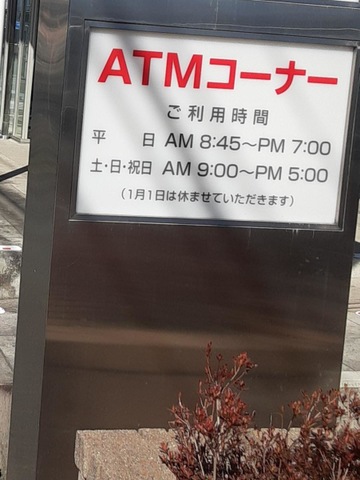 ATMコーナー
ご利用時間
平 日 AM 8:45〜PM 7:00
土・日・祝日 AM 9:00〜PM 5:00
(1月1日は休ませていただきます)